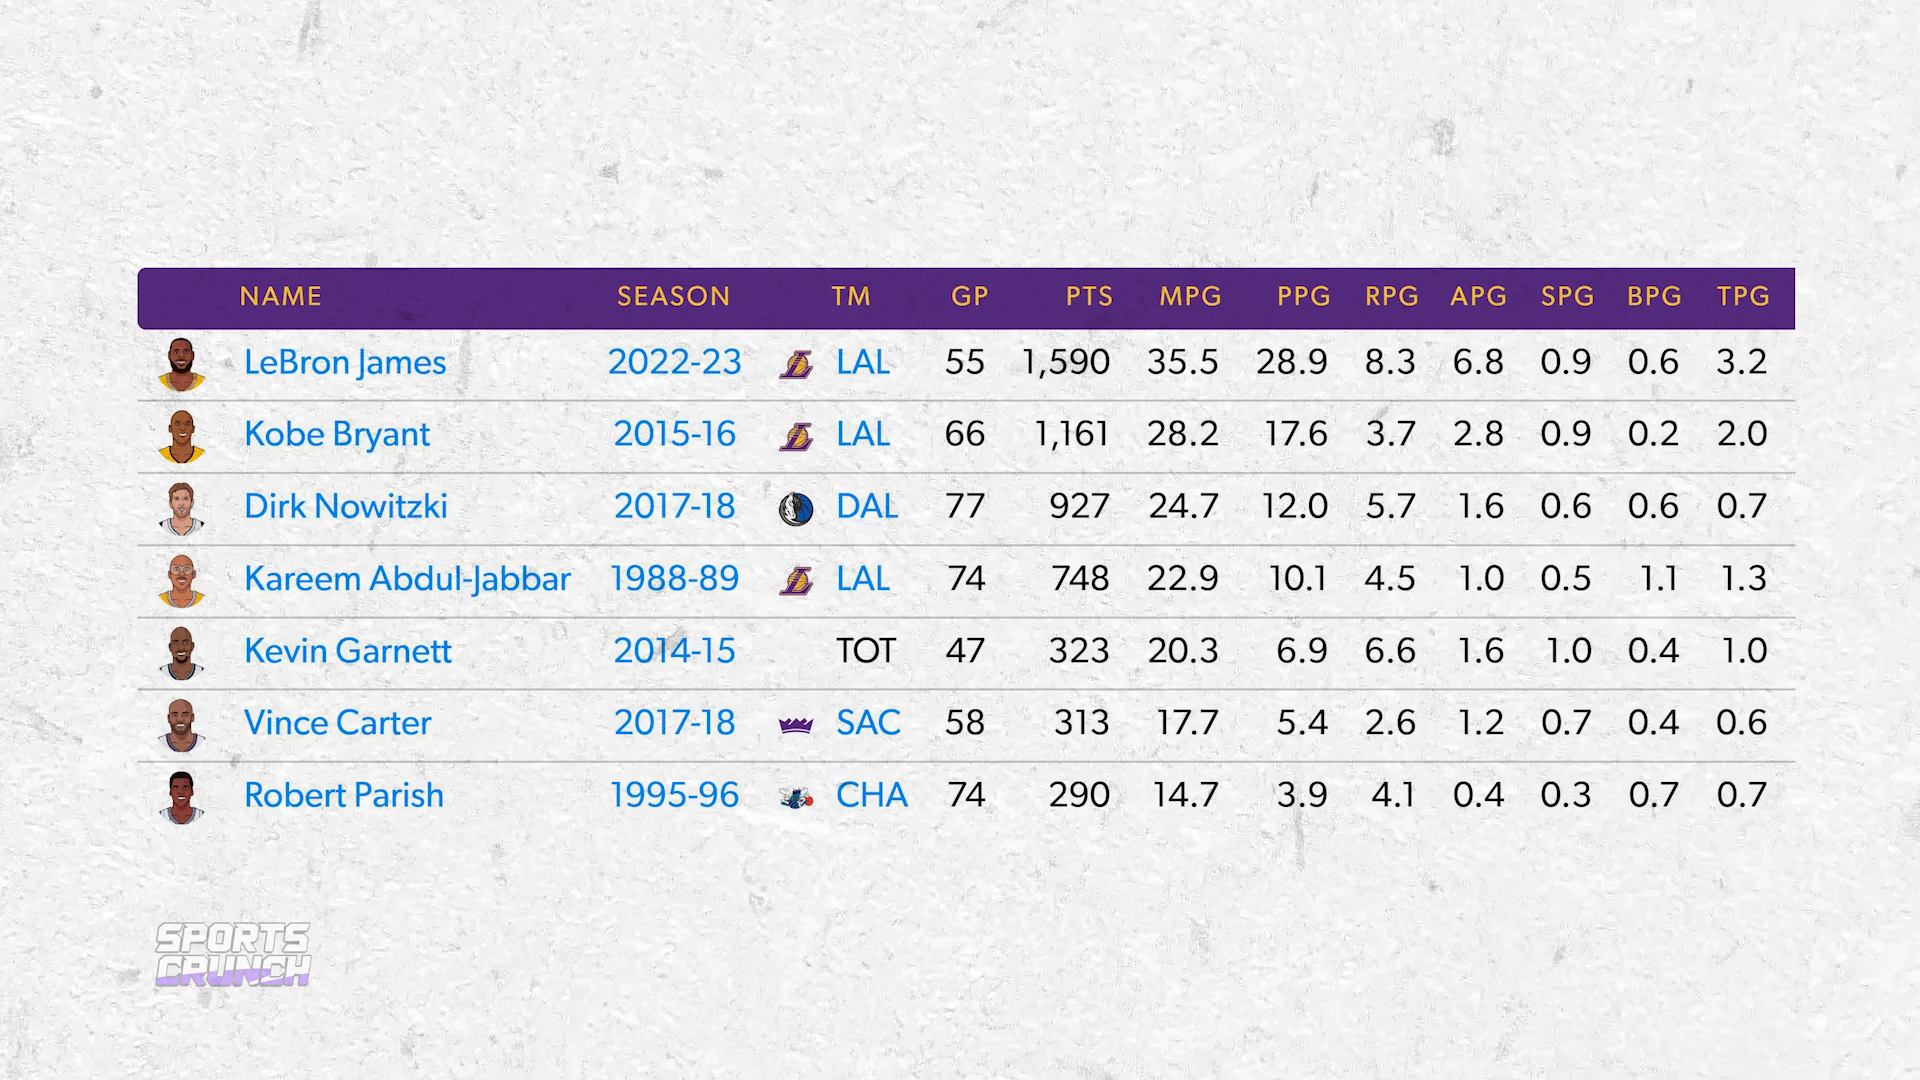 NAME SEASON TM GP PTS MPG PPG RPG APG SPG BPG TPG
LeBron James 2022-23 LAL 55 1,590 35.5 28.9 8.3 6.8 0.9 0.6 3.2
Kobe Bryant 2015-16 LAL 66 1,161 28.2 17.6 3.7 2.8 0.9 0.2 2.0
Dirk Nowitzki 2017-18 DAL 77 927 24.7 12.0 5.7 1.6 0.6 0.6 0.7
Kareem Abdul-Jabbar 1988-89 LAL 74 748 22.9 10.1 4.5 1.0 0.5 1.1 1.3
Kevin Garnett 2014-15 TOT 47 323 20.3 6.9 6.6 1.6 1.0 0.4 1.0
Vince Carter 2017-18 SAC 58 313 17.7 5.4 2.6 1.2 0.7 0.4 0.6
Robert Parish 1995-96 CHA 74 290 14.7 3.9 4.1 0.4 0.3 0.7 0.7
SPORTS
CRUNCH